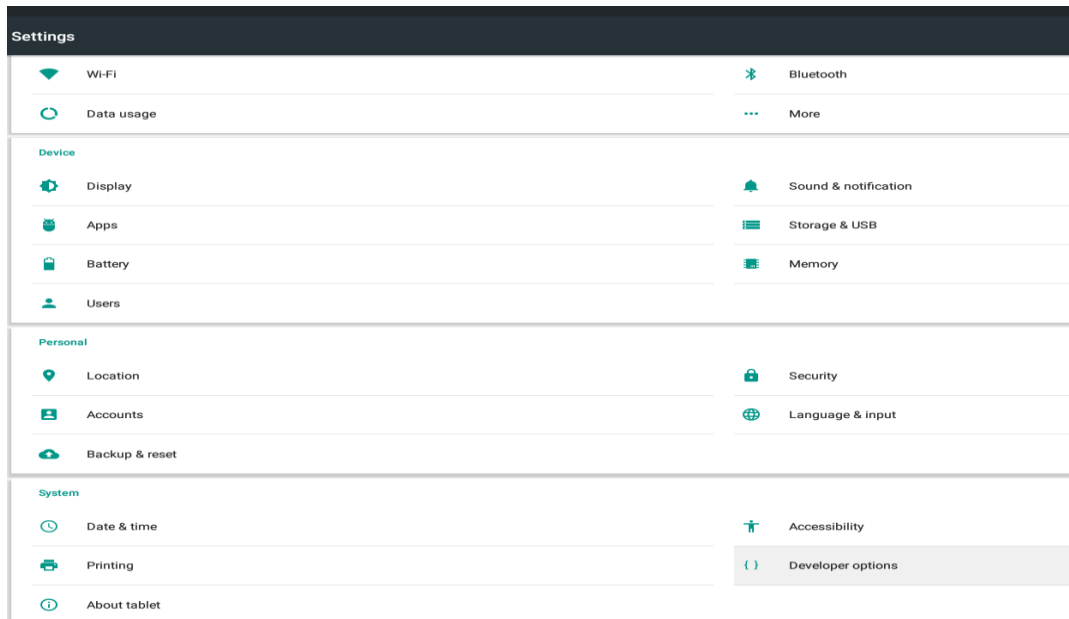 Settings
Wi-Fi
Bluetooth
Data usage
More
Device
Display
Sound & notification
Apps
Storage & USB
Battery
Memory
Users
Personal
Location
Security
Accounts
Language & input
Backup & reset
System
Date & time
Accessibility
Printing
Developer options
About tablet